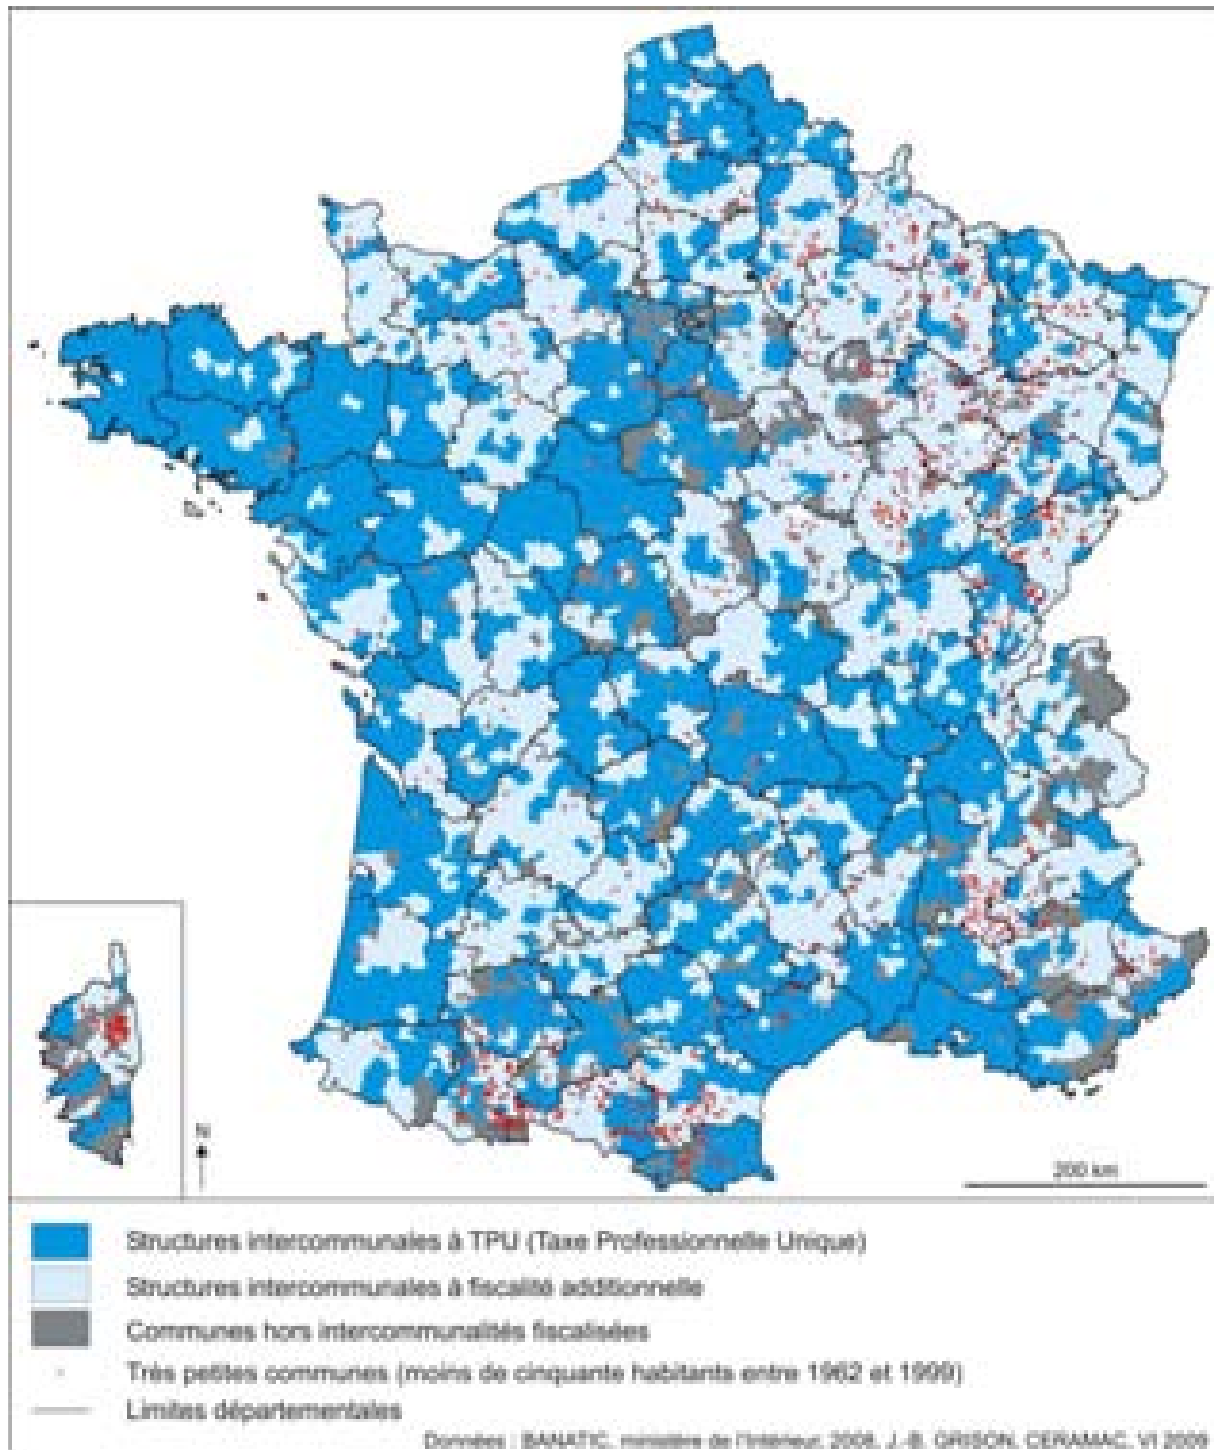 N
200 km
Structures intercommunales à TPU (Taxe Professionnelle Unique)
Structures intercommunales à fiscalité additionnelle
Communes hors intercommunalités fiscalisées
Très petites communes (moins de cinquante habitants entre 1962 et 1999)
Limites départementales
Données : BANATIC, ministère de l'Intérieur, 2008, J.-B. GRISON, CERAMAC, VI 2009